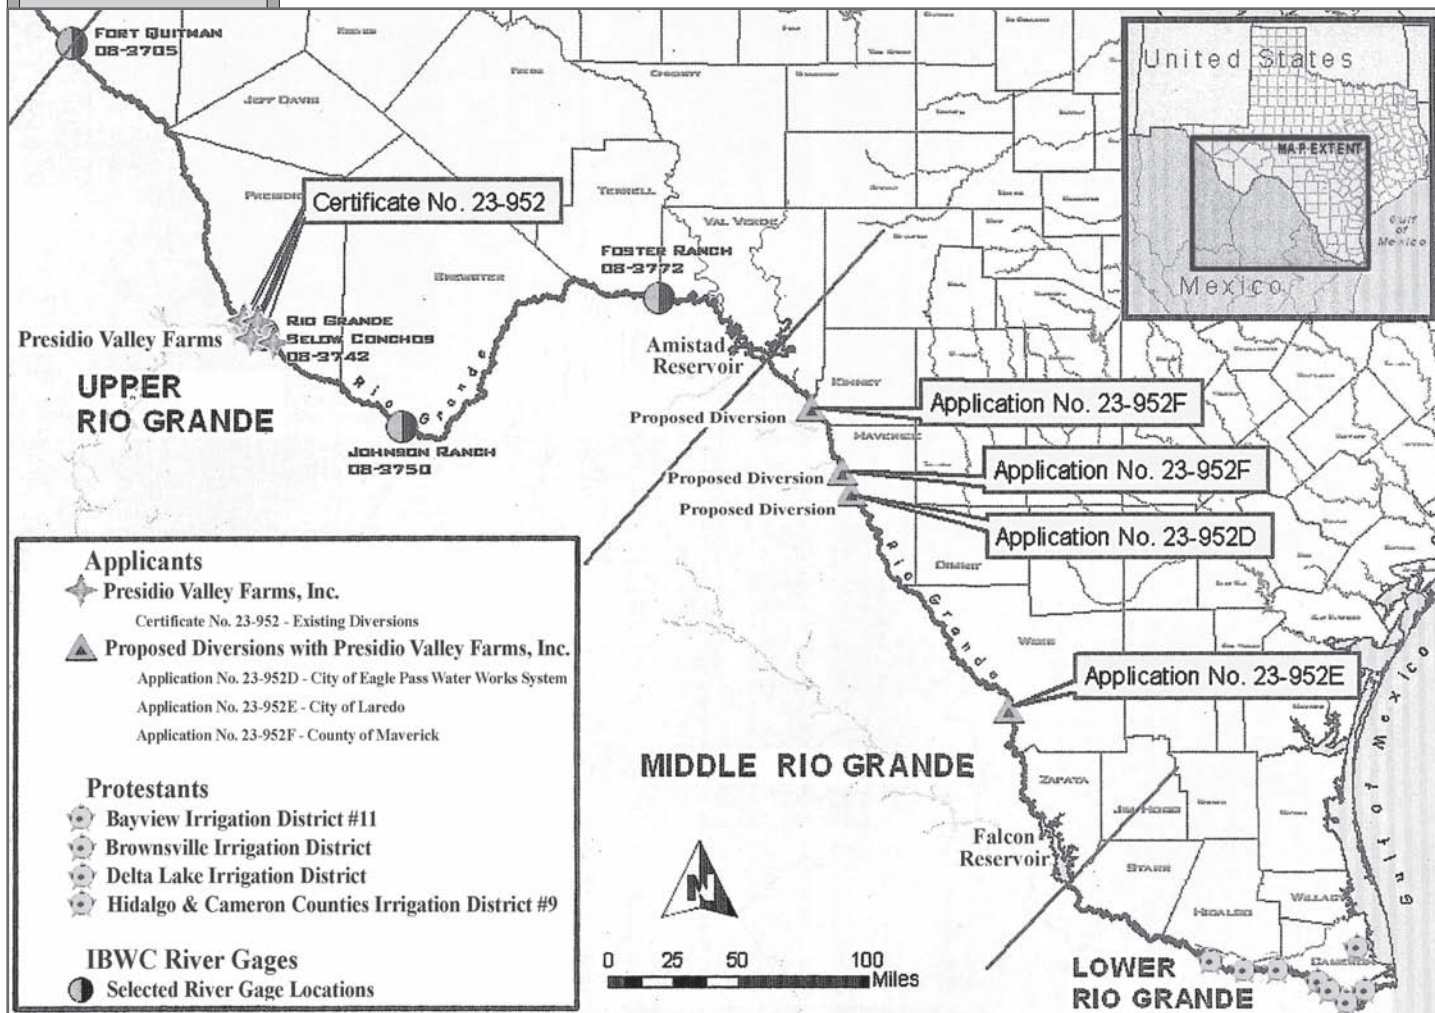 FORT QUITMAN
08-3705
JEFF DAVIS
PRESIDIO
Certificate No. 23-952
CROCKETT
TERRELL
VAL VERDE
BREWSTER
FOSTER RANCH
08-3772
Presidio Valley Farms
RIO GRANDE
BELOW CONCHOS
08-3742
UPPER
RIO GRANDE
Rio Grande
JOHNSON RANCH
08-3750
Amistad
Reservoir
KINNEY
Proposed Diversion
Application No. 23-952F
MAVERICK
Proposed Diversion
Application No. 23-952F
Proposed Diversion
Application No. 23-952D
DIMMIT
Rio Grande
WEBB
Application No. 23-952E
MIDDLE RIO GRANDE
ZAPATA
JIM HOGG
Falcon
Reservoir
STARR
HIDALGO
WILLACY
CAMERON
LOWER
RIO GRANDE
Gulf of Mexico
United States
MAP EXTENT
Gulf
of
Mexico
Mexico
Applicants
Presidio Valley Farms, Inc.
Certificate No. 23-952 - Existing Diversions
Proposed Diversions with Presidio Valley Farms, Inc.
Application No. 23-952D - City of Eagle Pass Water Works System
Application No. 23-952E - City of Laredo
Application No. 23-952F - County of Maverick
Protestants
Bayview Irrigation District #11
Brownsville Irrigation District
Delta Lake Irrigation District
Hidalgo & Cameron Counties Irrigation District #9
IBWC River Gages
Selected River Gage Locations
N
0 25 50 100
Miles